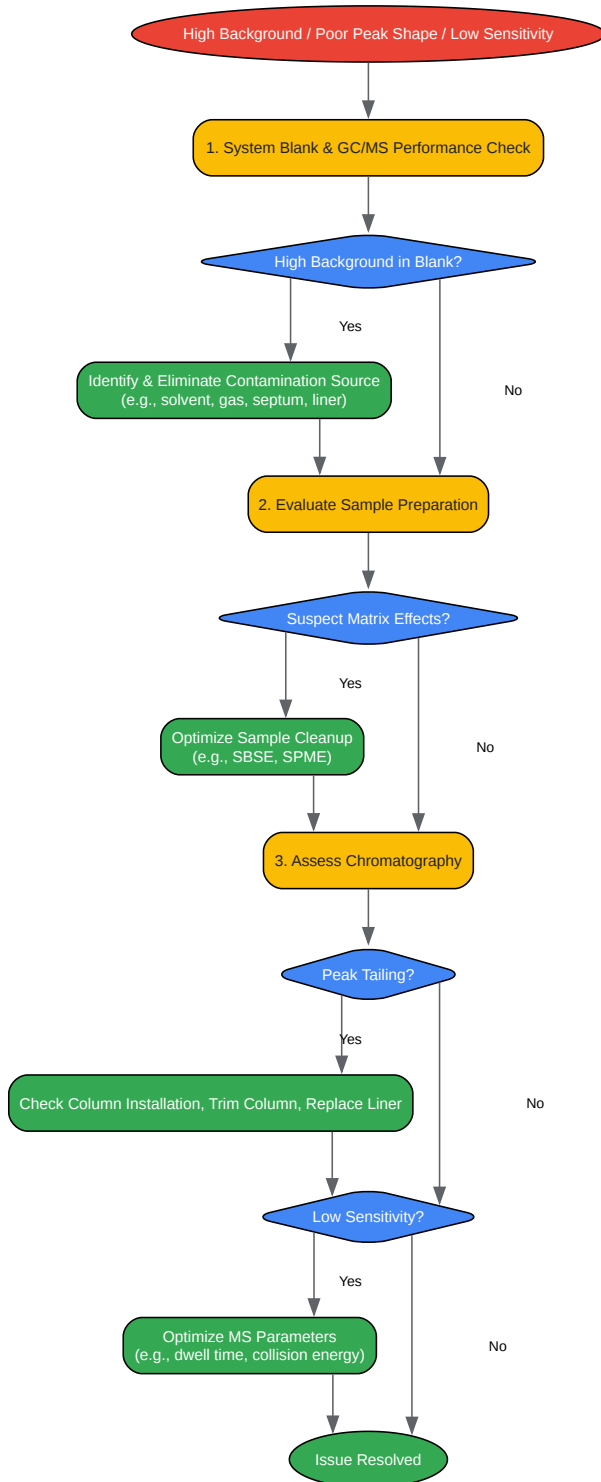 High Background / Poor Peak Shape / Low Sensitivity
1. System Blank & GC/MS Performance Check
High Background in Blank?
Yes
Identify & Eliminate Contamination Source
(e.g., solvent, gas, septum, liner)
No
2. Evaluate Sample Preparation
Suspect Matrix Effects?
Yes
Optimize Sample Cleanup
(e.g., SBSE, SPME)
No
3. Assess Chromatography
Peak Tailing?
Yes
Check Column Installation, Trim Column, Replace Liner
No
Low Sensitivity?
Yes
Optimize MS Parameters
(e.g., dwell time, collision energy)
No
Issue Resolved